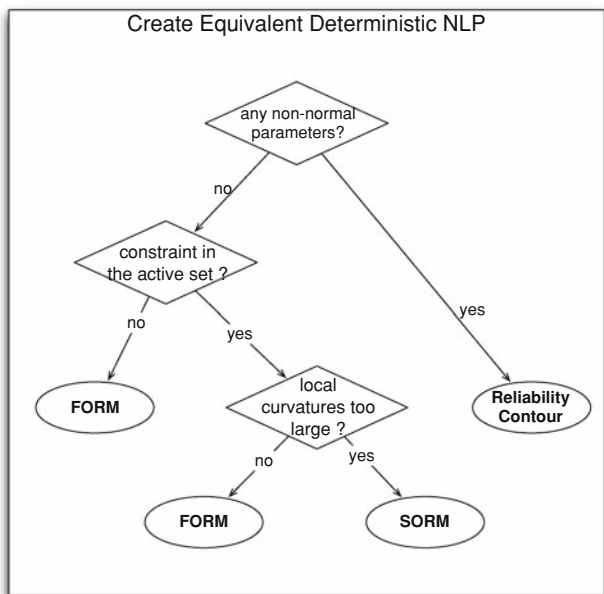 Create Equivalent Deterministic NLP
any non-normal
parameters?
no
constraint in
the active set ?
yes
no
yes
FORM
local
curvatures too
large ?
Reliability
Contour
no
yes
FORM
SORM